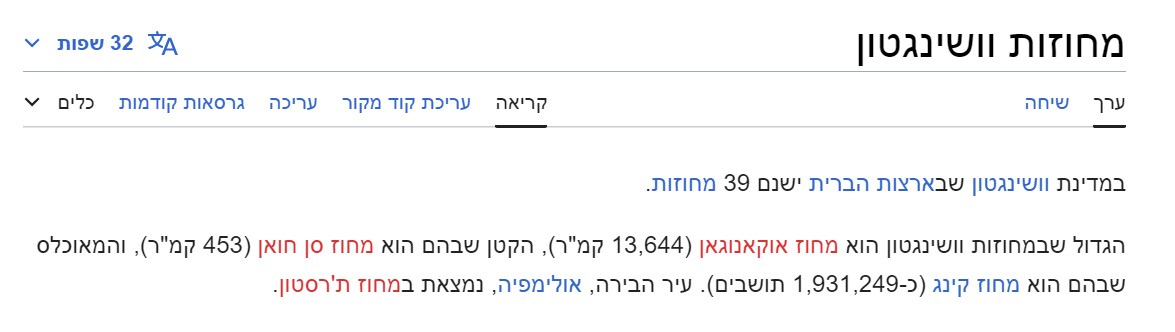 מחוזות וושינגטון
32 שפות
ערך שיחה קריאה עריכת קוד מקור עריכה גרסאות קודמות כלים
במדינת וושינגטון שבארצות הברית ישנם 39 מחוזות.
הגדול שבמחוזות וושינגטון הוא מחוז אוקאנוגאן (13,644 קמ"ר), הקטן שבהם הוא מחוז סן חואן (453 קמ"ר), והמאוכלס
שבהם הוא מחוז קינג (כ-1,931,249 תושבים). עיר הבירה, אולימפיה, נמצאת במחוז ת'רסטון.